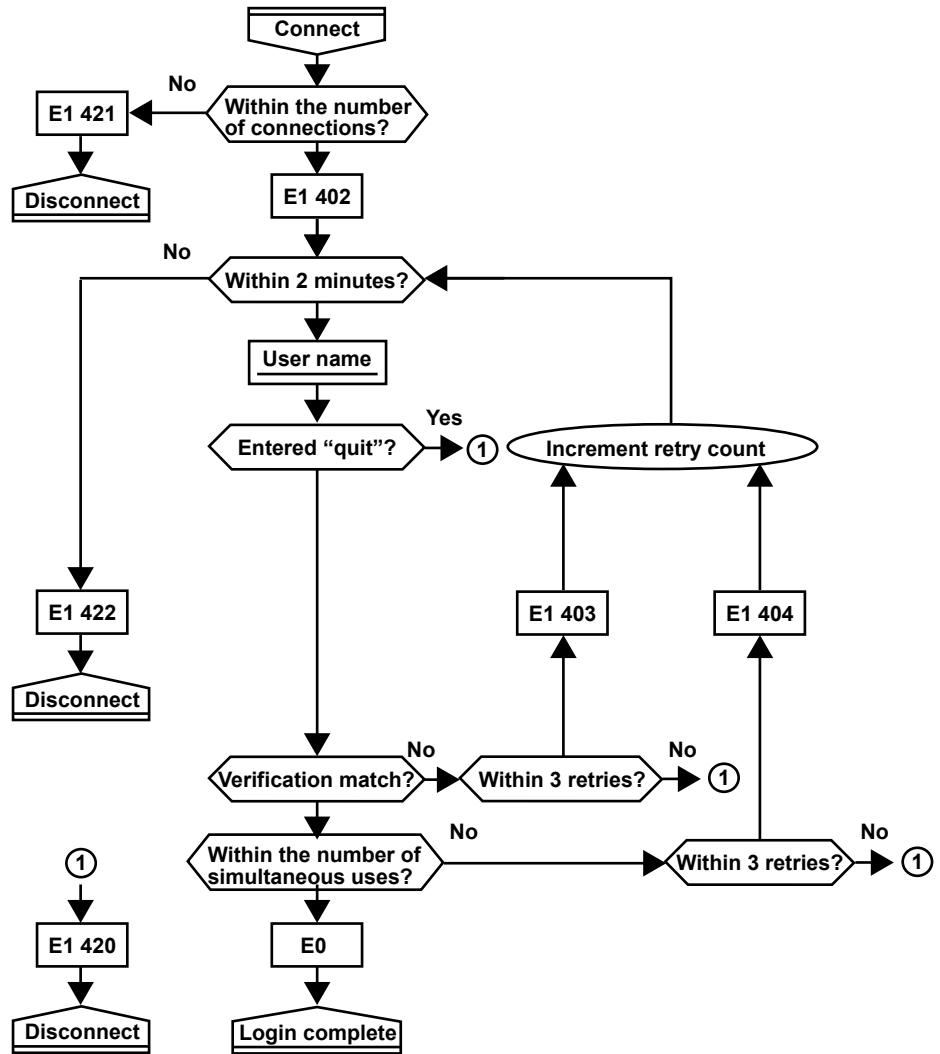 Connect
No
Within the number
of connections?
E1 421
Disconnect
E1 402
No
Within 2 minutes?
User name
Yes
Entered “quit”?
1
Increment retry count
E1 422
Disconnect
E1 403
E1 404
Verification match?
No
Within 3 retries?
No
1
Within the number of
simultaneous uses?
No
Within 3 retries?
No
1
1
E1 420
Disconnect
E0
Login complete